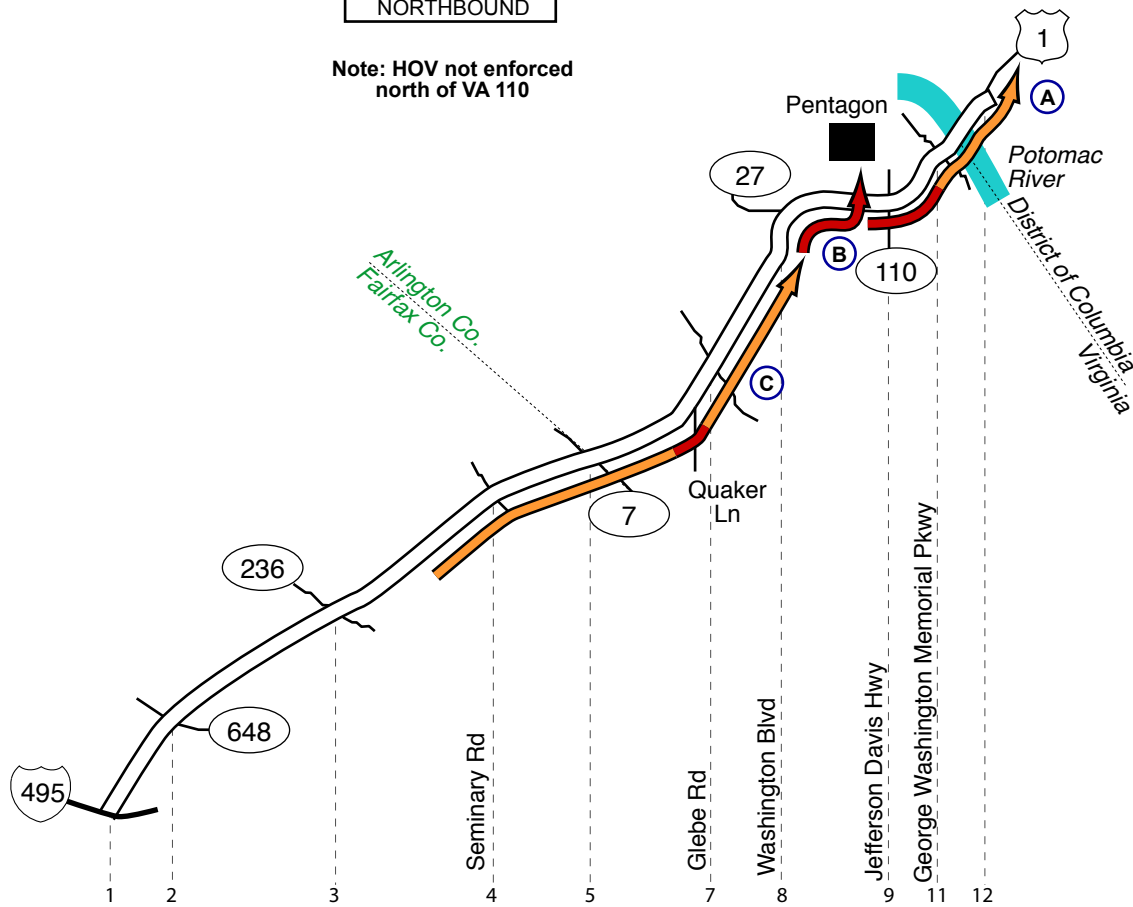 NORTHBOUND
Note: HOV not enforced
north of VA 110
1
A
Pentagon
Potomac
River
27
B
110
District of Columbia
Virginia
Arlington Co.
Fairfax Co.
C
Quaker
Ln
7
236
648
495
Seminary Rd
Glebe Rd
Washington Blvd
Jefferson Davis Hwy
George Washington Memorial Pkwy
1 2 3 4 5 7 8 9 11 12